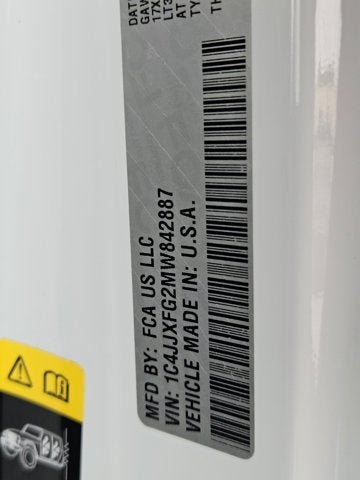 MFD BY: FCA US LLC
VIN: 1C4JJXFG2MW842887
VEHICLE MADE IN: U.S.A.